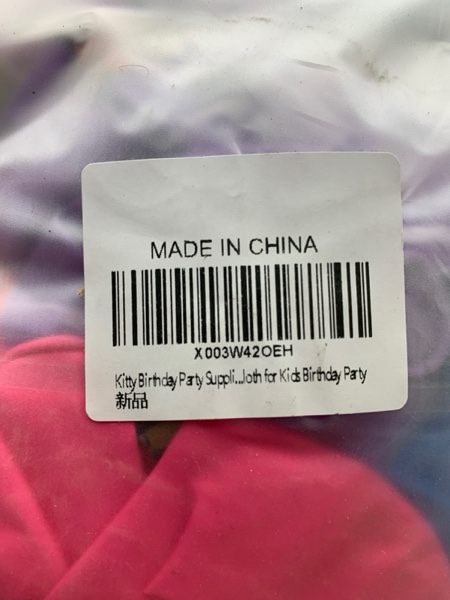 MADE IN CHINA
X003W42OEH
Kitty Birthday Party Suppli...loth for Kids Birthday Party
新品